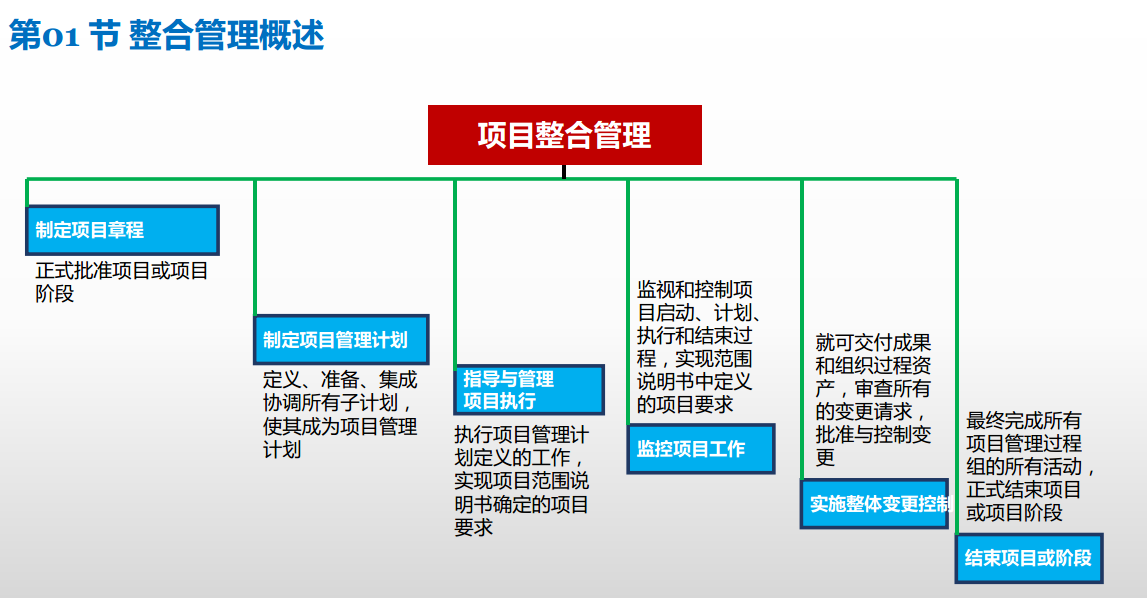 第01 节 整合管理概述
项目整合管理
制定项目章程
正式批准项目或项目
阶段
制定项目管理计划
定义、准备、集成
协调所有子计划，
使其成为项目管理
计划
指导与管理
项目执行
执行项目管理计
划定义的工作，
实现项目范围说
明书确定的项目
要求
监视和控制项
目启动、计划、
执行和结束过
程，实现范围
说明书中定义
的项目要求
监控项目工作
就可交付成果
和组织过程资
产，审查所有
的变更请求，
批准与控制变
更
实施整体变更控制
最终完成所有
项目管理过程
组的所有活动，
正式结束项目
或项目阶段
结束项目或阶段